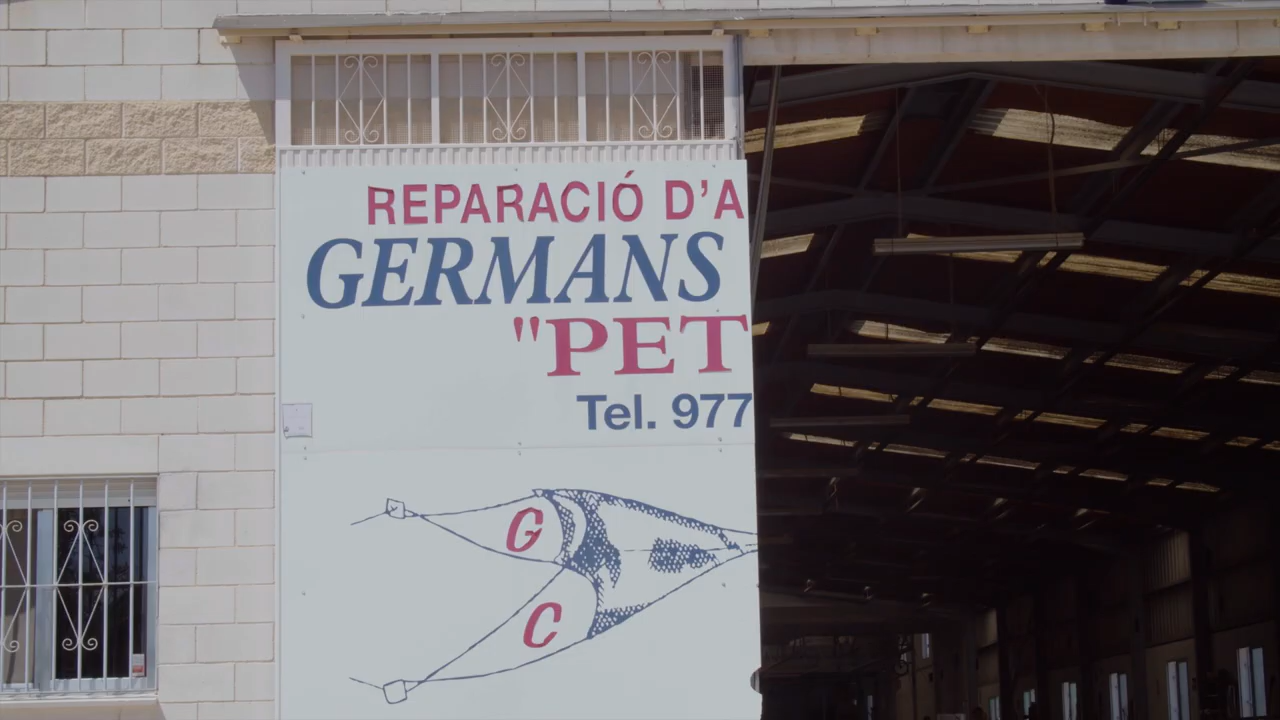 REPARACIÓ D'A
GERMANS
"PET
Tel. 977
G
C